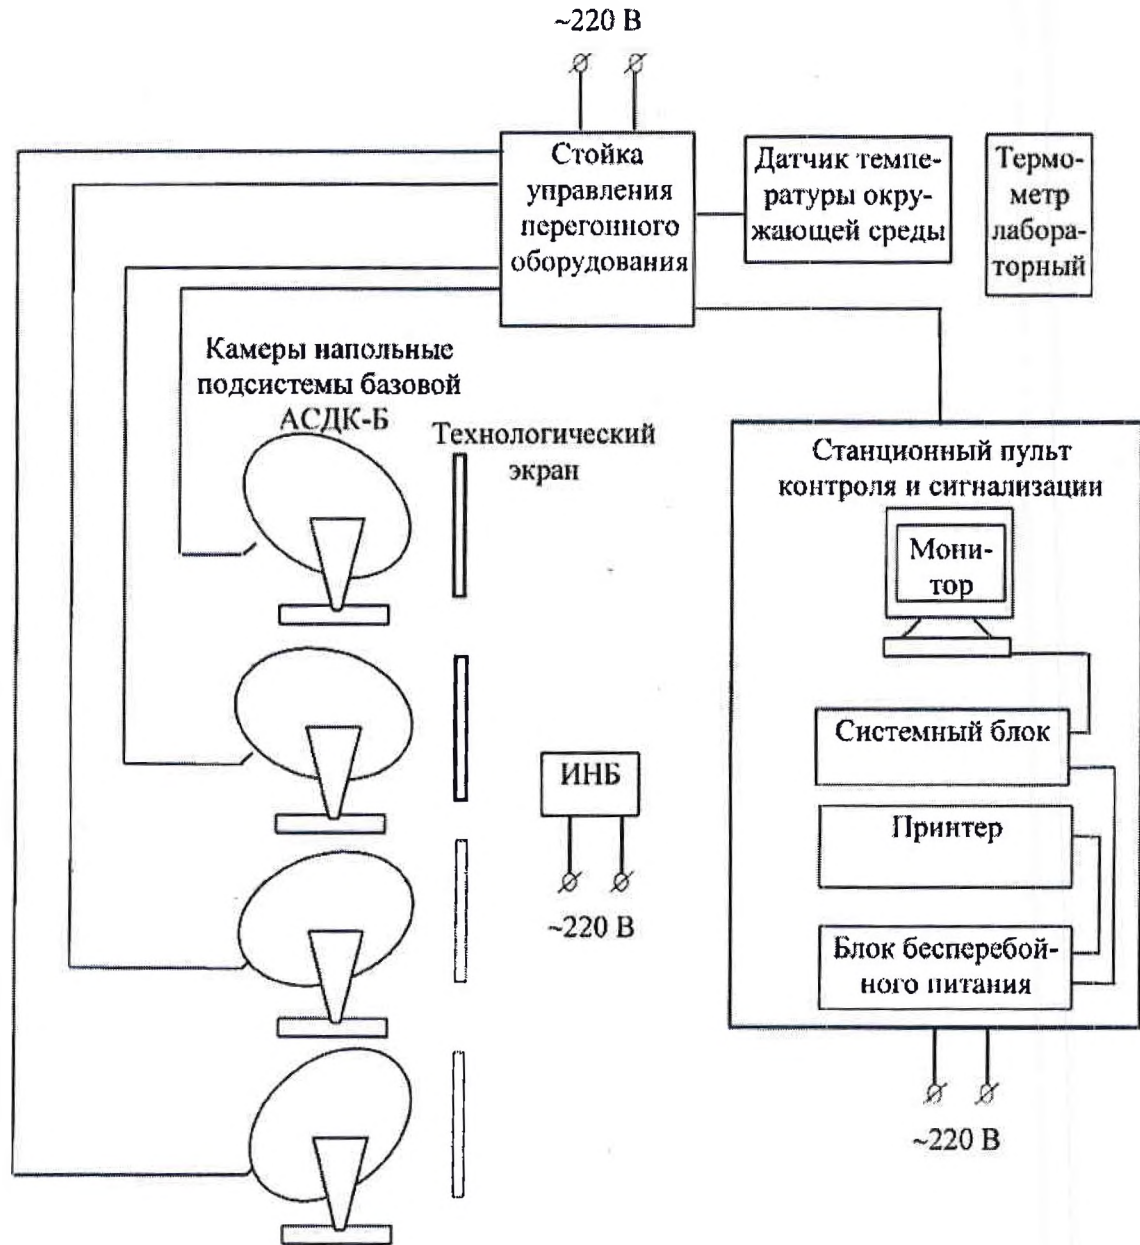 ~220 В
Стойка
управления
перегонного
оборудования
Датчик темпе-
ратуры окру-
жающей среды
Термо-
метр
лабора-
торный
Камеры напольные
подсистемы базовой
АСДК-Б
Технологический
экран
Станционный пульт
контроля и сигнализации
Мони-
тор
Системный блок
Принтер
Блок бесперебой-
ного питания
ИНБ
~220 В
~220 В